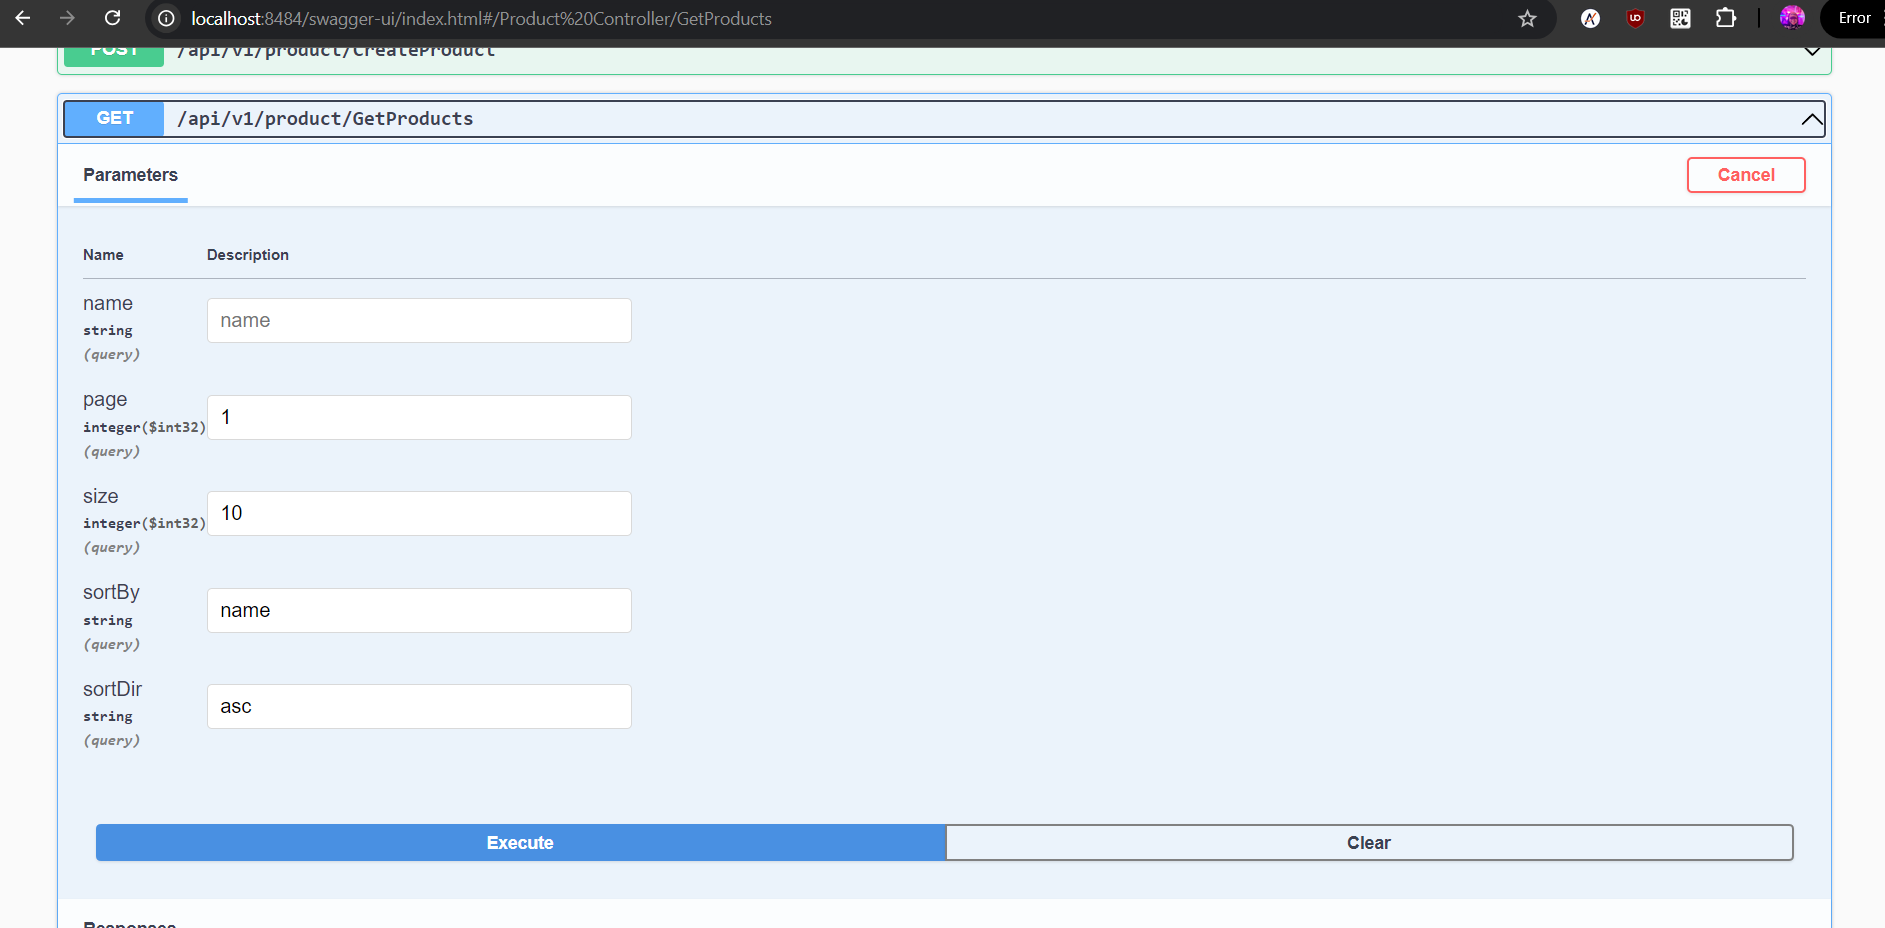 localhost:8484/swagger-ui/index.html#/Product%20Controller/GetProducts
Error
POST /api/v1/product/CreateProduct
GET /api/v1/product/GetProducts
Parameters
Cancel
Name Description
name
string
(query)
name
page
integer($int32)
(query)
1
size
integer($int32)
(query)
10
sortBy
string
(query)
name
sortDir
string
(query)
asc
Execute
Clear
Responses